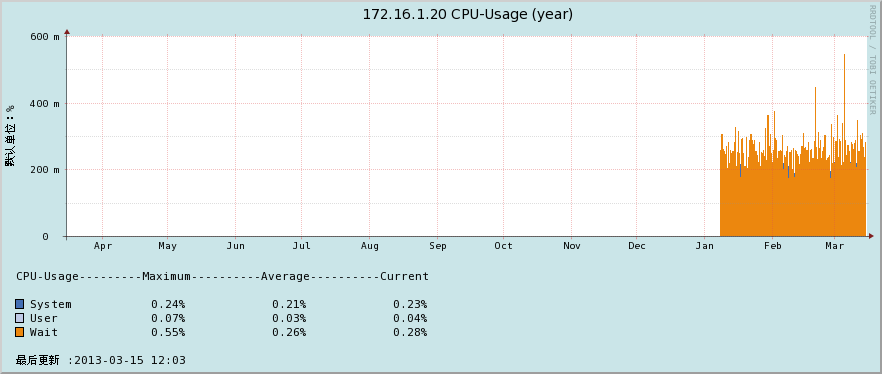 172.16.1.20 CPU-Usage (year)
RRDTOOL / TOBI OETIKER
默认单位：%
600 m
400 m
200 m
0
Apr May Jun Jul Aug Sep Oct Nov Dec Jan Feb Mar
CPU-Usage---------Maximum----------Average----------Current
System 0.24% 0.21% 0.23%
User 0.07% 0.03% 0.04%
Wait 0.55% 0.26% 0.28%
最后更新 :2013-03-15 12:03